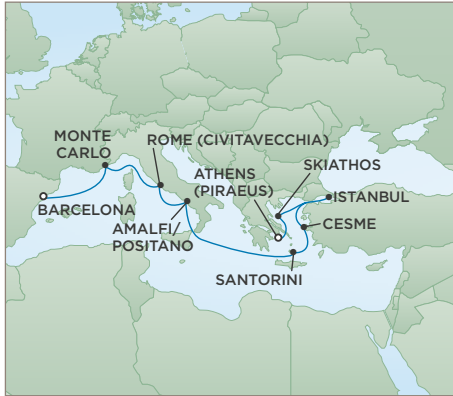 MONTE
CARLO
ROME (CIVITAVECCHIA)
ATHENS
(PIRAEUS)
SKIATHOS
ISTANBUL
BARCELONA
AMALFI/
POSITANO
CESME
SANTORINI